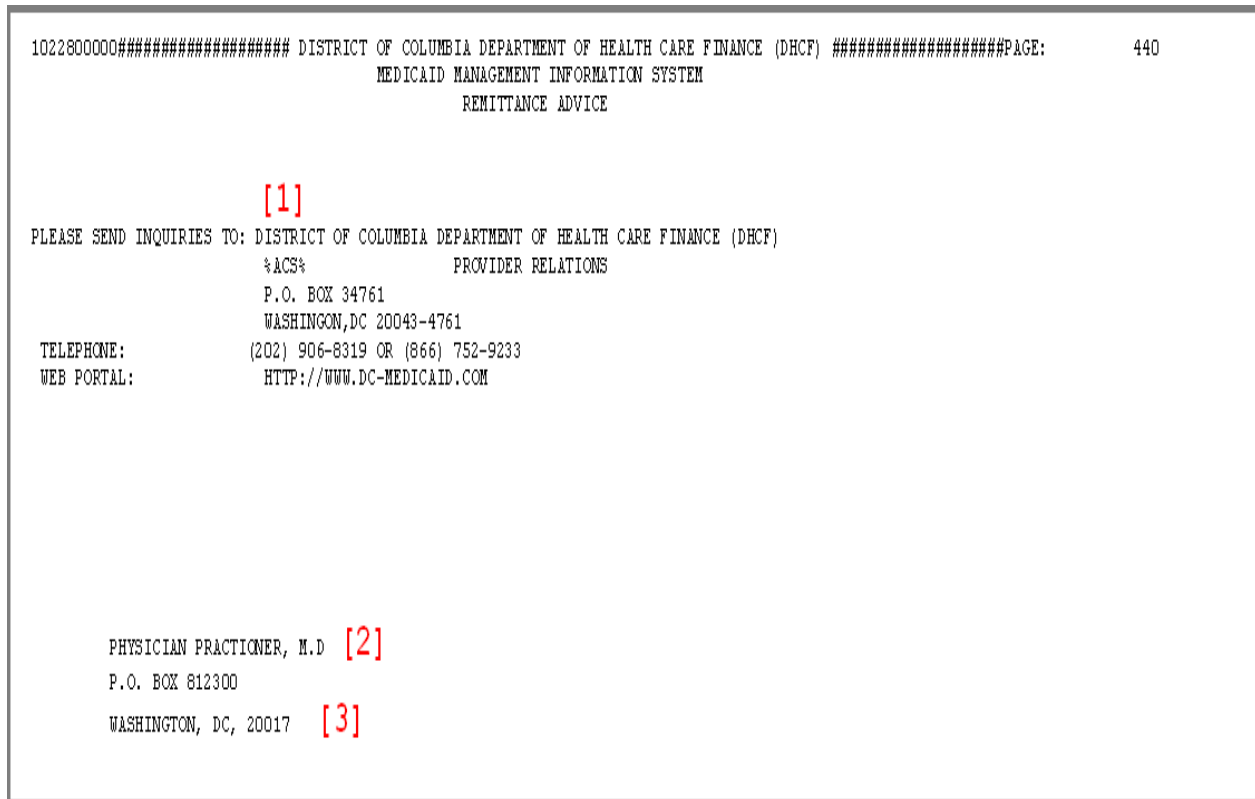 1022800000#################### DISTRICT OF COLUMBIA DEPARTMENT OF HEALTH CARE FINANCE (DHCF) ####################PAGE: 440
MEDICAID MANAGEMENT INFORMATION SYSTEM
REMITTANCE ADVICE
[1]
PLEASE SEND INQUIRIES TO: DISTRICT OF COLUMBIA DEPARTMENT OF HEALTH CARE FINANCE (DHCF)
%ACS% PROVIDER RELATIONS
P.O. BOX 34761
WASHINGON,DC 20043-4761
TELEPHONE: (202) 906-8319 OR (866) 752-9233
WEB PORTAL: HTTP://WWW.DC-MEDICAID.COM
PHYSICIAN PRACTIONER, M.D [2]
P.O. BOX 812300
WASHINGTON, DC, 20017 [3]